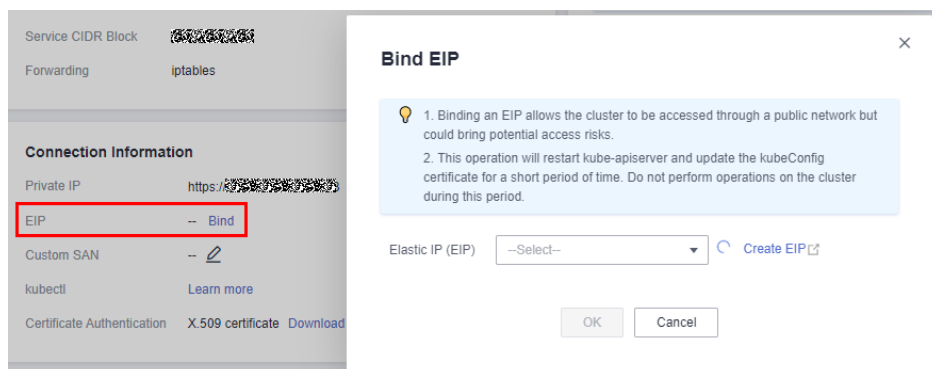 Service CIDR Block
Forwarding iptables
Connection Information
Private IP https:/
EIP -- Bind
Custom SAN --
kubectl Learn more
Certificate Authentication X.509 certificate Download
Bind EIP
1. Binding an EIP allows the cluster to be accessed through a public network but
could bring potential access risks.
2. This operation will restart kube-apiserver and update the kubeConfig
certificate for a short period of time. Do not perform operations on the cluster
during this period.
Elastic IP (EIP) --Select-- Create EIP
OK Cancel